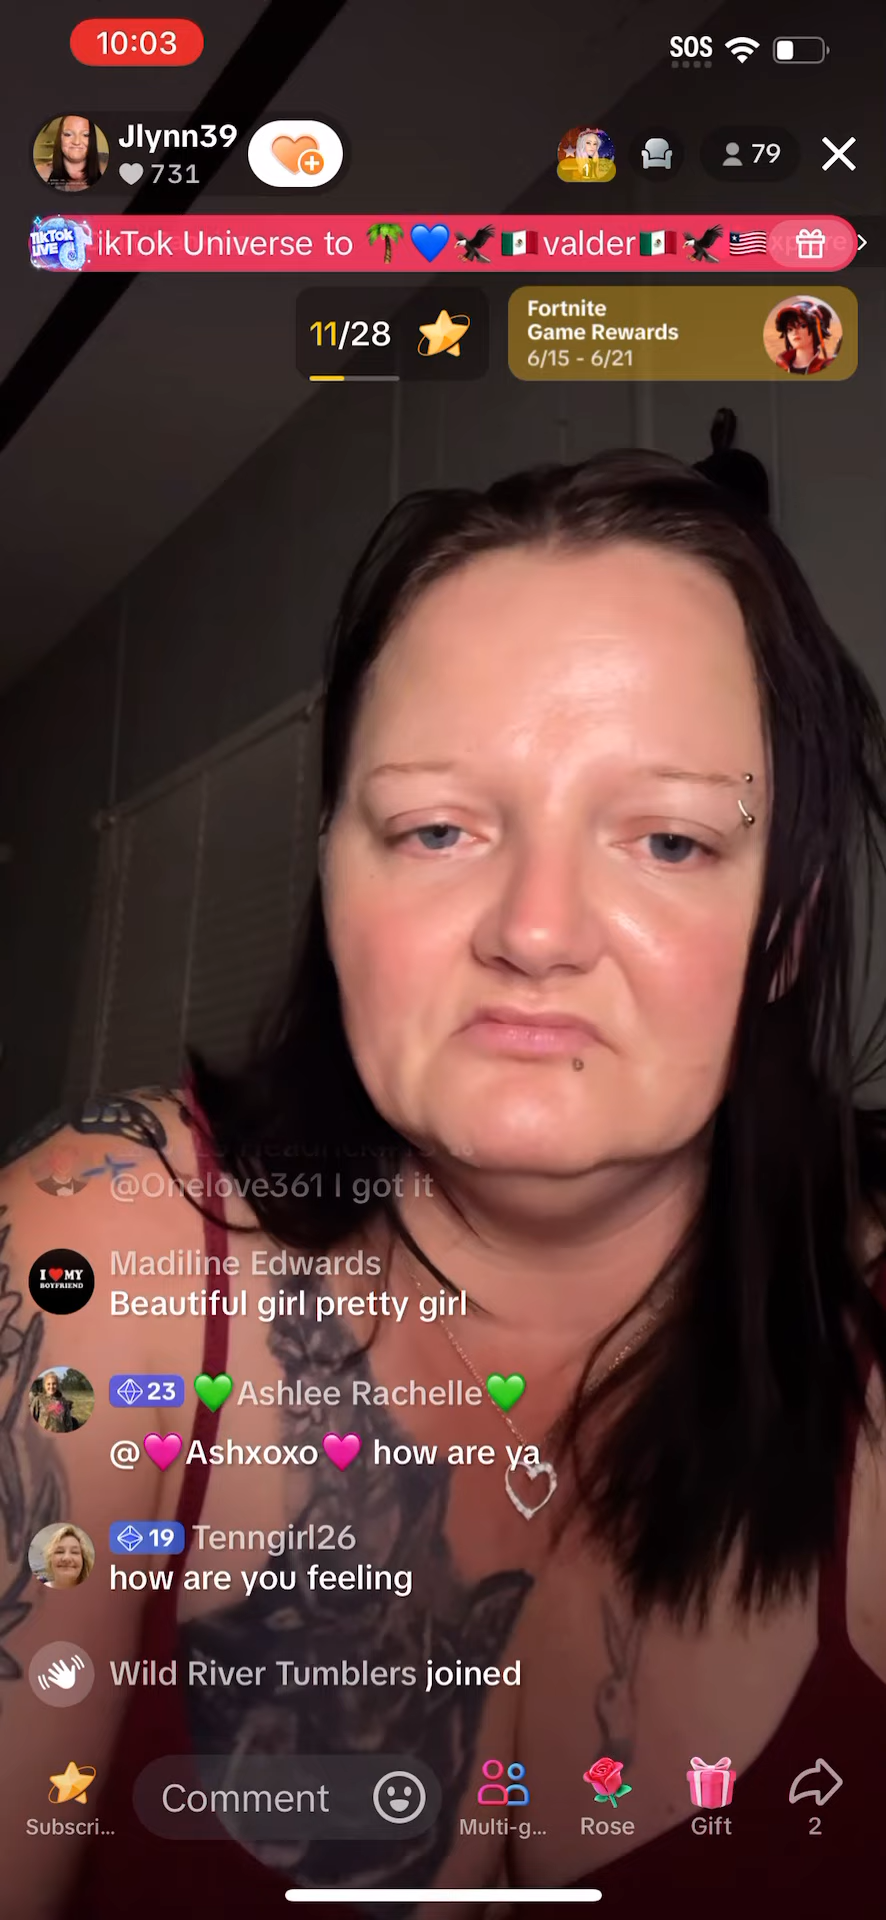 10:03
SOS
Jlynn39
731
1
79
TikTok LIVE
ikTok Universe to 🌴💙🦅🇲🇽valder🇲🇽🦅🇺🇸
11/28
Fortnite
Game Rewards
6/15 - 6/21
@Onelove361 I got it
I ❤️ MY
BOYFRIEND
Madiline Edwards
Beautiful girl pretty girl
23 💚Ashlee Rachelle💚
@💗Ashxoxo💗 how are ya
19 Tenngirl26
how are you feeling
Wild River Tumblers joined
Subscri...
Comment
Multi-g...
Rose
Gift
2